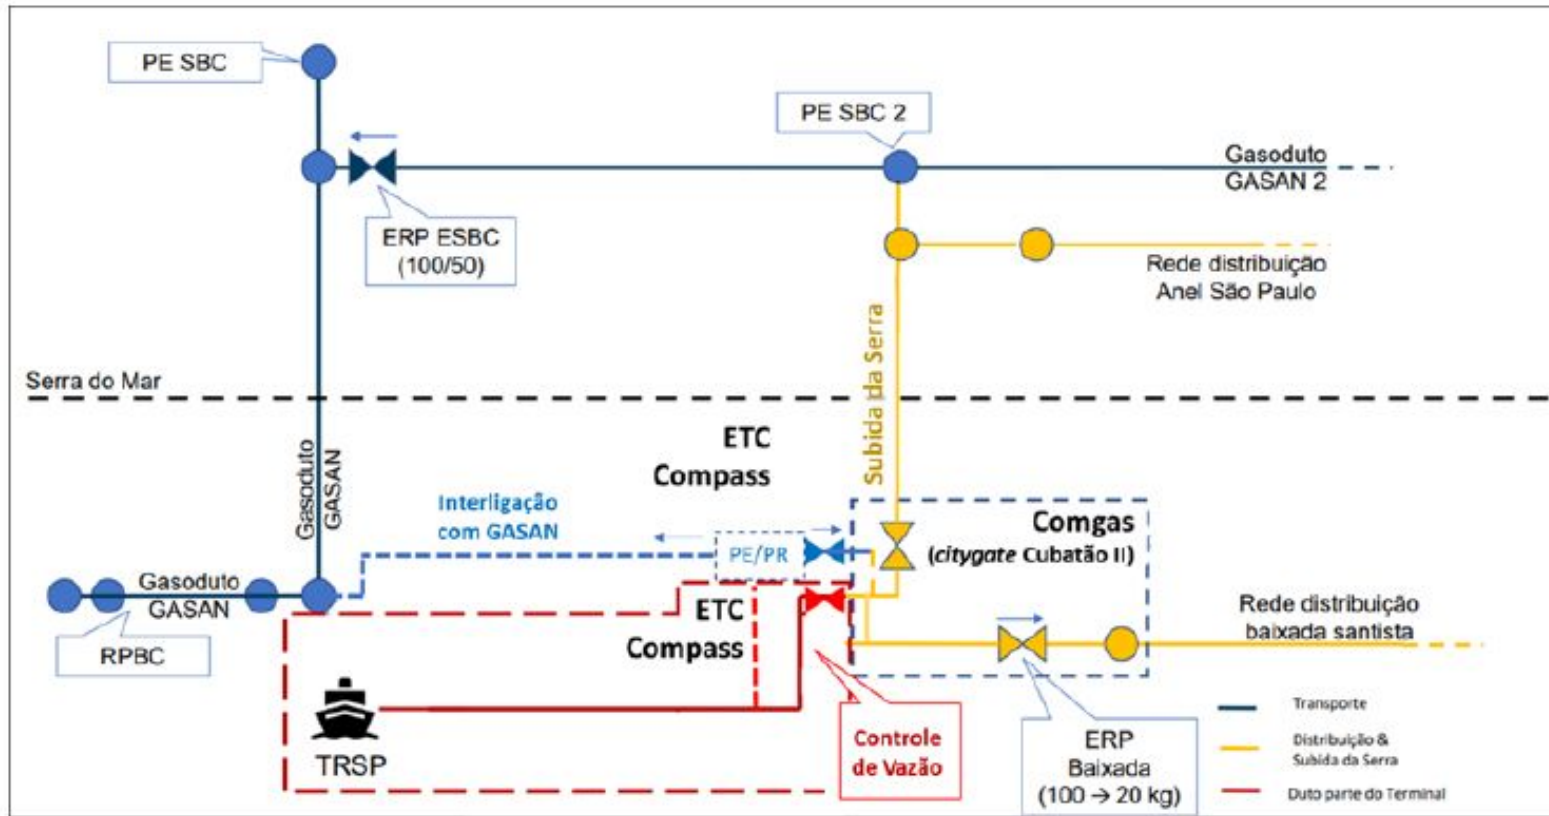 PE SBC
PE SBC 2
Gasoduto
GASAN 2
ERP ESBC
(100/50)
Rede distribuição
Anel São Paulo
Subida da Serra
Serra do Mar
ETC
Compass
Gasoduto
GASAN
Interligação
com GASAN
PE/PR
Comgas
(citygate Cubatão II)
Gasoduto
GASAN
RPBC
ETC
Compass
Rede distribuição
baixada santista
TRSP
Controle
de Vazão
ERP
Baixada
(100 → 20 kg)
Transporte
Distribuição &
Subida da Serra
Duto parte do Terminal